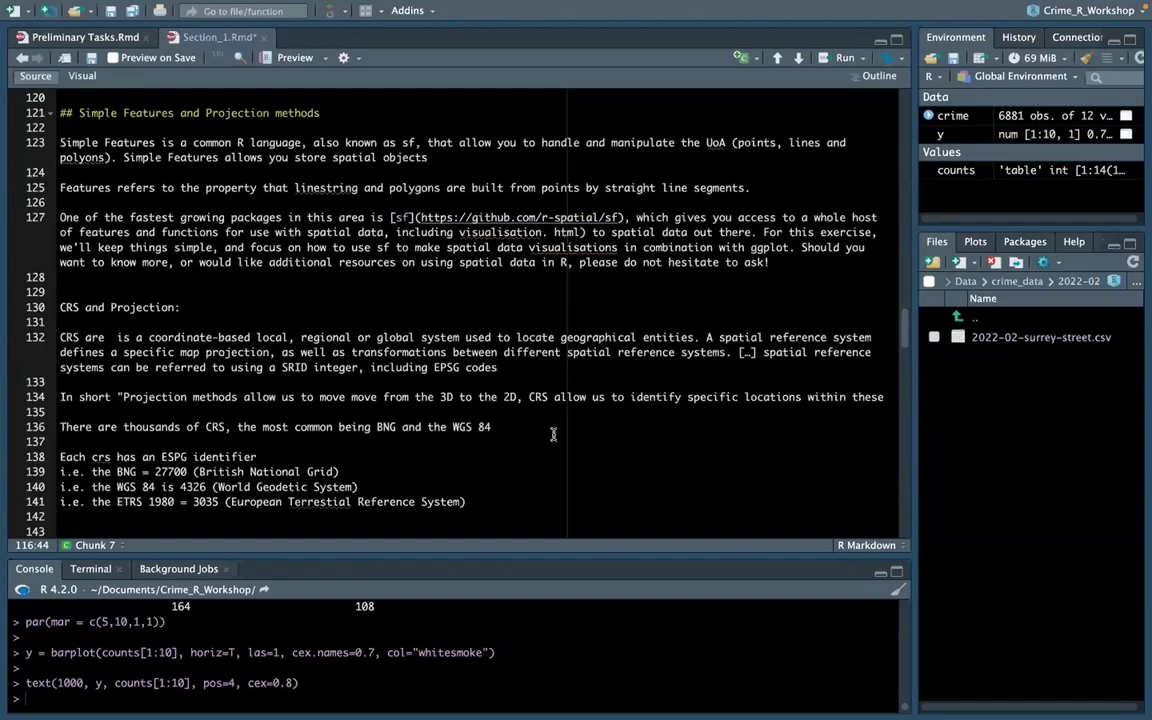 Go to file/function
Addins
Crime_R_Workshop
Preliminary Tasks.Rmd
Section_1.Rmd*
Environment
History
Connectio
Preview on Save
Preview
Run
69 MiB
Source
Visual
Outline
R
Global Environment
Data
crime 6881 obs. of 12 v…
y num [1:10, 1] 0.7…
Values
counts 'table' int [1:14(1…
120
121 ## Simple Features and Projection methods
122
123 Simple Features is a common R language, also known as sf, that allow you to handle and manipulate the UoA (points, lines and
polyons). Simple Features allows you store spatial objects
124
125 Features refers to the property that linestring and polygons are built from points by straight line segments.
126
127 One of the fastest growing packages in this area is [sf](https://github.com/r-spatial/sf), which gives you access to a whole host
of features and functions for use with spatial data, including visualisation. html) to spatial data out there. For this exercise,
we'll keep things simple, and focus on how to use sf to make spatial data visualisations in combination with ggplot. Should you
want to know more, or would like additional resources on using spatial data in R, please do not hesitate to ask!
128
129
130 CRS and Projection:
131
132 CRS are  is a coordinate-based local, regional or global system used to locate geographical entities. A spatial reference system
defines a specific map projection, as well as transformations between different spatial reference systems. […] spatial reference
systems can be referred to using a SRID integer, including EPSG codes
133
134 In short "Projection methods allow us to move move from the 3D to the 2D, CRS allow us to identify specific locations within these
135
136 There are thousands of CRS, the most common being BNG and the WGS 84
137
138 Each crs has an ESPG identifier
139 i.e. the BNG = 27700 (British National Grid)
140 i.e. the WGS 84 is 4326 (World Geodetic System)
141 i.e. the ETRS 1980 = 3035 (European Terrestial Reference System)
142
143
116:44
Chunk 7
R Markdown
Files
Plots
Packages
Help
Data
crime_data
2022-02
...
Name
..
2022-02-surrey-street.csv
Console
Terminal
Background Jobs
R 4.2.0 · ~/Documents/Crime_R_Workshop/
164 108
> par(mar = c(5,10,1,1))
>
> y = barplot(counts[1:10], horiz=T, las=1, cex.names=0.7, col="whitesmoke")
>
> text(1000, y, counts[1:10], pos=4, cex=0.8)
>